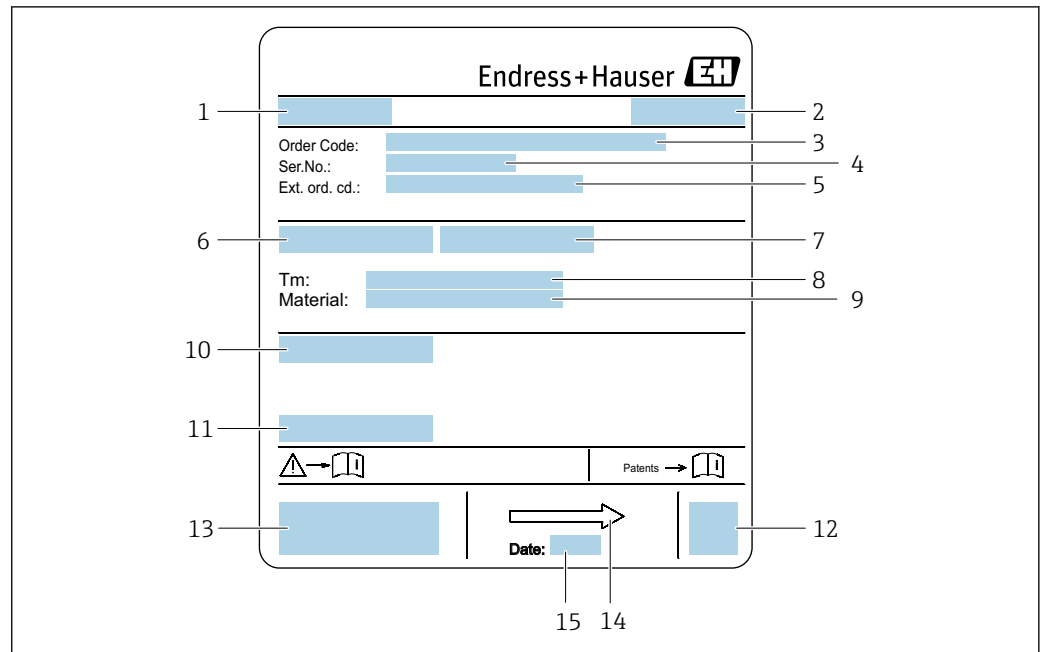 Endress+Hauser EH
1 2
Order Code: 3
Ser.No.: 4
Ext. ord. cd.: 5
6 7
Tm: 8
Material: 9
10
11
Patents
13 Date: 12
15 14